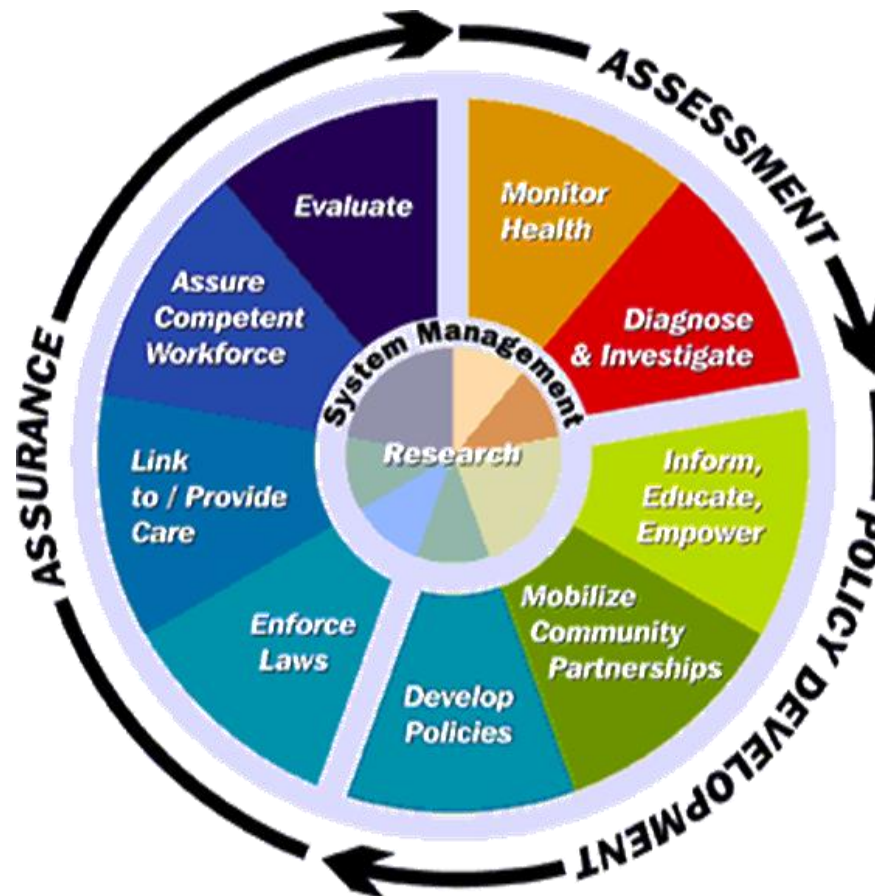 ASSESSMENT
POLICY DEVELOPMENT
ASSURANCE
Monitor
Health
Diagnose
& Investigate
Inform,
Educate,
Empower
Mobilize
Community
Partnerships
Develop
Policies
Enforce
Laws
Link
to / Provide
Care
Assure
Competent
Workforce
Evaluate
System Management
Research